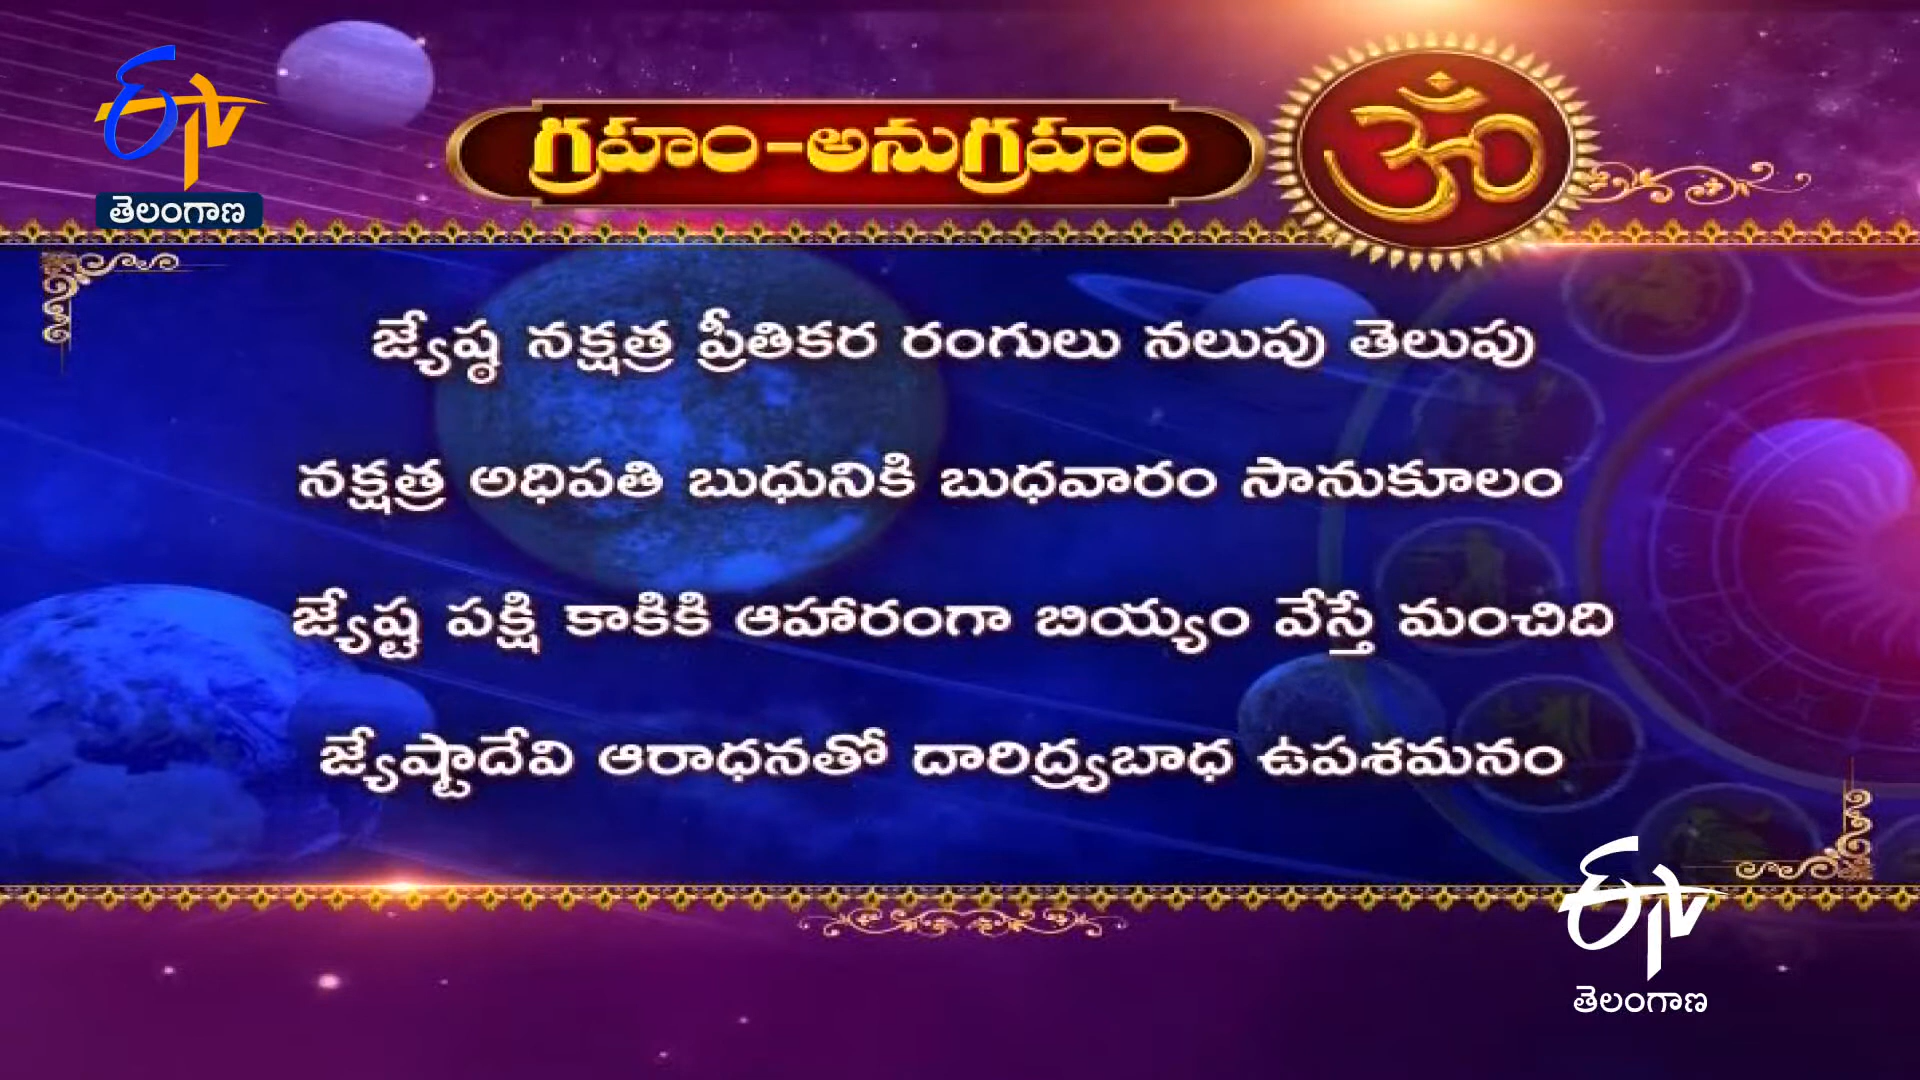 ETV
తెలంగాణ
గ్రహం-అనుగ్రహం
ॐ
జ్యేష్ఠ నక్షత్ర ప్రీతికర రంగులు నలుపు తెలుపు
నక్షత్ర అధిపతి బుధునికి బుధవారం సానుకూలం
జ్యేష్ట పక్షి కాకికి ఆహారంగా బియ్యం వేస్తే మంచిది
జ్యేష్టాదేవి ఆరాధనతో దారిద్ర్యబాధ ఉపశమనం
ETV
తెలంగాణ